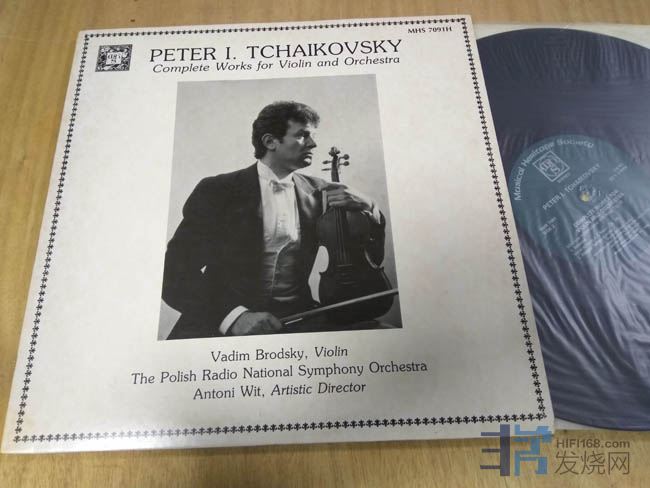 MHS 7091H
PETER I. TCHAIKOVSKY
Complete Works for Violin and Orchestra
Vadim Brodsky, Violin
The Polish Radio National Symphony Orchestra
Antoni Wit, Artistic Director
Musical Heritage Society
PETER I. TCHAIKOVSKY
HIFI168.com
发烧网